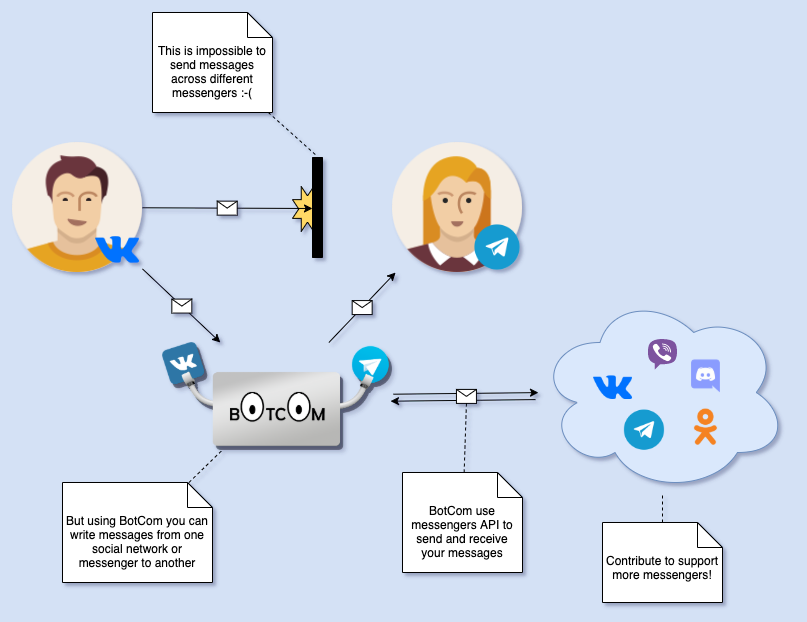 This is impossible to
send messages
across different
messengers :-(
BOTCOM
But using BotCom you can
write messages from one
social network or
messenger to another
BotCom use
messengers API to
send and receive
your messages
Contribute to support
more messengers!